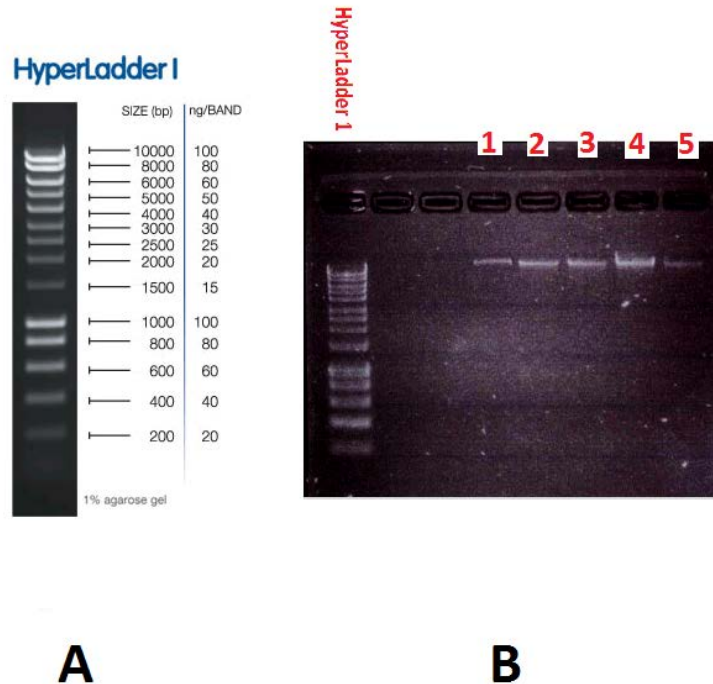 HyperLadder I
SIZE (bp) ng/BAND
10000 100
8000 80
6000 60
5000 50
4000 40
3000 30
2500 25
2000 20
1500 15
1000 100
800 80
600 60
400 40
200 20
1% agarose gel
A
HyperLadder 1
1 2 3 4 5
B